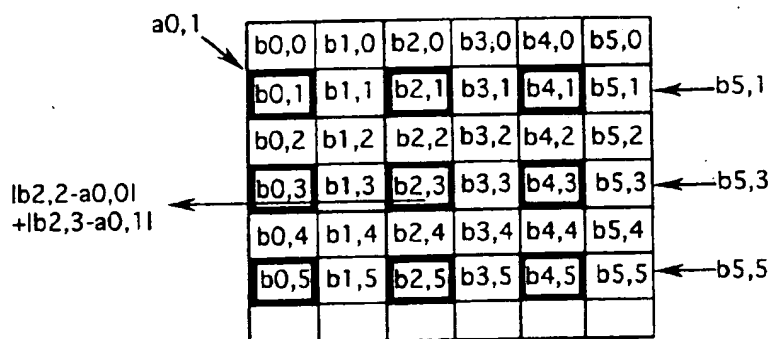 a0,1
b0,0 b1,0 b2,0 b3,0 b4,0 b5,0
b0,1 b1,1 b2,1 b3,1 b4,1 b5,1 b5,1
b0,2 b1,2 b2,2 b3,2 b4,2 b5,2
|b2,2-a0,0|
+|b2,3-a0,1|
b0,3 b1,3 b2,3 b3,3 b4,3 b5,3 b5,3
b0,4 b1,4 b2,4 b3,4 b4,4 b5,4
b0,5 b1,5 b2,5 b3,5 b4,5 b5,5 b5,5